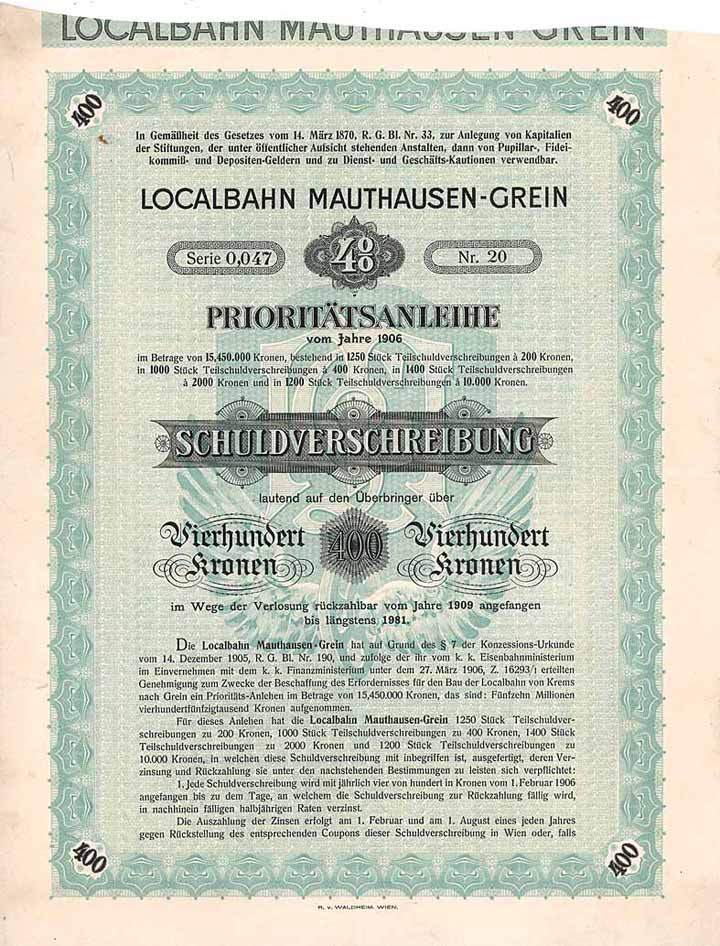 LOCALBAHN MAUTHAUSEN-GREIN
400 400
In Gemäßheit des Gesetzes vom 14. März 1870, R. G. Bl. Nr. 33, zur Anlegung von Kapitalien
der Stiftungen, der unter öffentlicher Aufsicht stehenden Anstalten, dann von Pupillar-, Fidei-
kommiß- und Depositen-Geldern und zu Dienst- und Geschäfts-Kautionen verwendbar.
LOCALBAHN MAUTHAUSEN-GREIN
Serie 0,047 4% Nr. 20
PRIORITÄTSANLEIHE
vom Jahre 1906
im Betrage von 15,450.000 Kronen, bestehend in 1250 Stück Teilschuldverschreibungen à 200 Kronen,
in 1000 Stück Teilschuldverschreibungen à 400 Kronen, in 1400 Stück Teilschuldverschreibungen
à 2000 Kronen und in 1200 Stück Teilschuldverschreibungen à 10.000 Kronen.
SCHULDVERSCHREIBUNG
lautend auf den Überbringer über
Vierhundert 400 Vierhundert
Kronen Kronen
im Wege der Verlosung rückzahlbar vom Jahre 1909 angefangen
bis längstens 1981.
Die Localbahn Mauthausen-Grein hat auf Grund des § 7 der Konzessions-Urkunde
vom 14. Dezember 1905, R. G. Bl. Nr. 190, und zufolge der ihr vom k. k. Eisenbahnministerium
im Einvernehmen mit dem k. k. Finanzministerium unter dem 27. März 1906, Z. 16293/1 erteilten
Genehmigung zum Zwecke der Beschaffung des Erfordernisses für den Bau der Localbahn von Krems
nach Grein ein Prioritäts-Anlehen im Betrage von 15,450.000 Kronen, das sind: Fünfzehn Millionen
vierhundertfünfzigtausend Kronen aufgenommen.
Für dieses Anlehen hat die Localbahn Mauthausen-Grein 1250 Stück Teilschuldver-
schreibungen zu 200 Kronen, 1000 Stück Teilschuldverschreibungen zu 400 Kronen, 1400 Stück
Teilschuldverschreibungen zu 2000 Kronen und 1200 Stück Teilschuldverschreibungen zu
10.000 Kronen, in welchen diese Schuldverschreibung mit inbegriffen ist, ausgefertigt, deren Ver-
zinsung und Rückzahlung sie unter den nachstehenden Bestimmungen zu leisten sich verpflichtet:
1. Jede Schuldverschreibung wird mit jährlich vier von hundert in Kronen vom 1. Februar 1906
angefangen bis zu dem Tage, an welchem die Schuldverschreibung zur Rückzahlung fällig wird,
in nachhinein fälligen halbjährigen Raten verzinst.
Die Auszahlung der Zinsen erfolgt am 1. Februar und am 1. August eines jeden Jahres
gegen Rückstellung des entsprechenden Coupons dieser Schuldverschreibung in Wien oder, falls
400 400
R. v. WALDHEIM, WIEN.